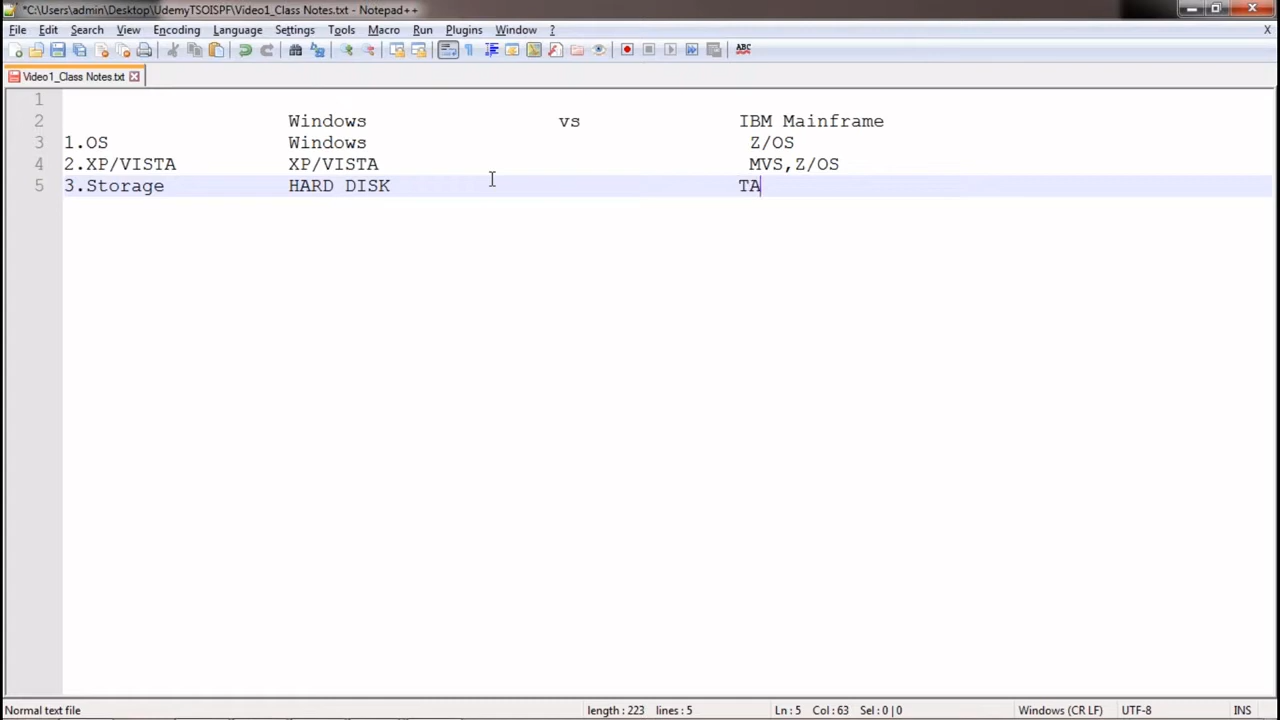 *C:\Users\admin\Desktop\UdemyTSOISPF\Video1_Class Notes.txt - Notepad++
File Edit Search View Encoding Language Settings Tools Macro Run Plugins Window ? X
ABC
Video1_Class Notes.txt
1
2 Windows vs IBM Mainframe
3 1.OS Windows Z/OS
4 2.XP/VISTA XP/VISTA MVS,Z/OS
5 3.Storage HARD DISK TA
Normal text file length : 223 lines : 5 Ln : 5 Col : 63 Sel : 0 | 0 Windows (CR LF) UTF-8 INS